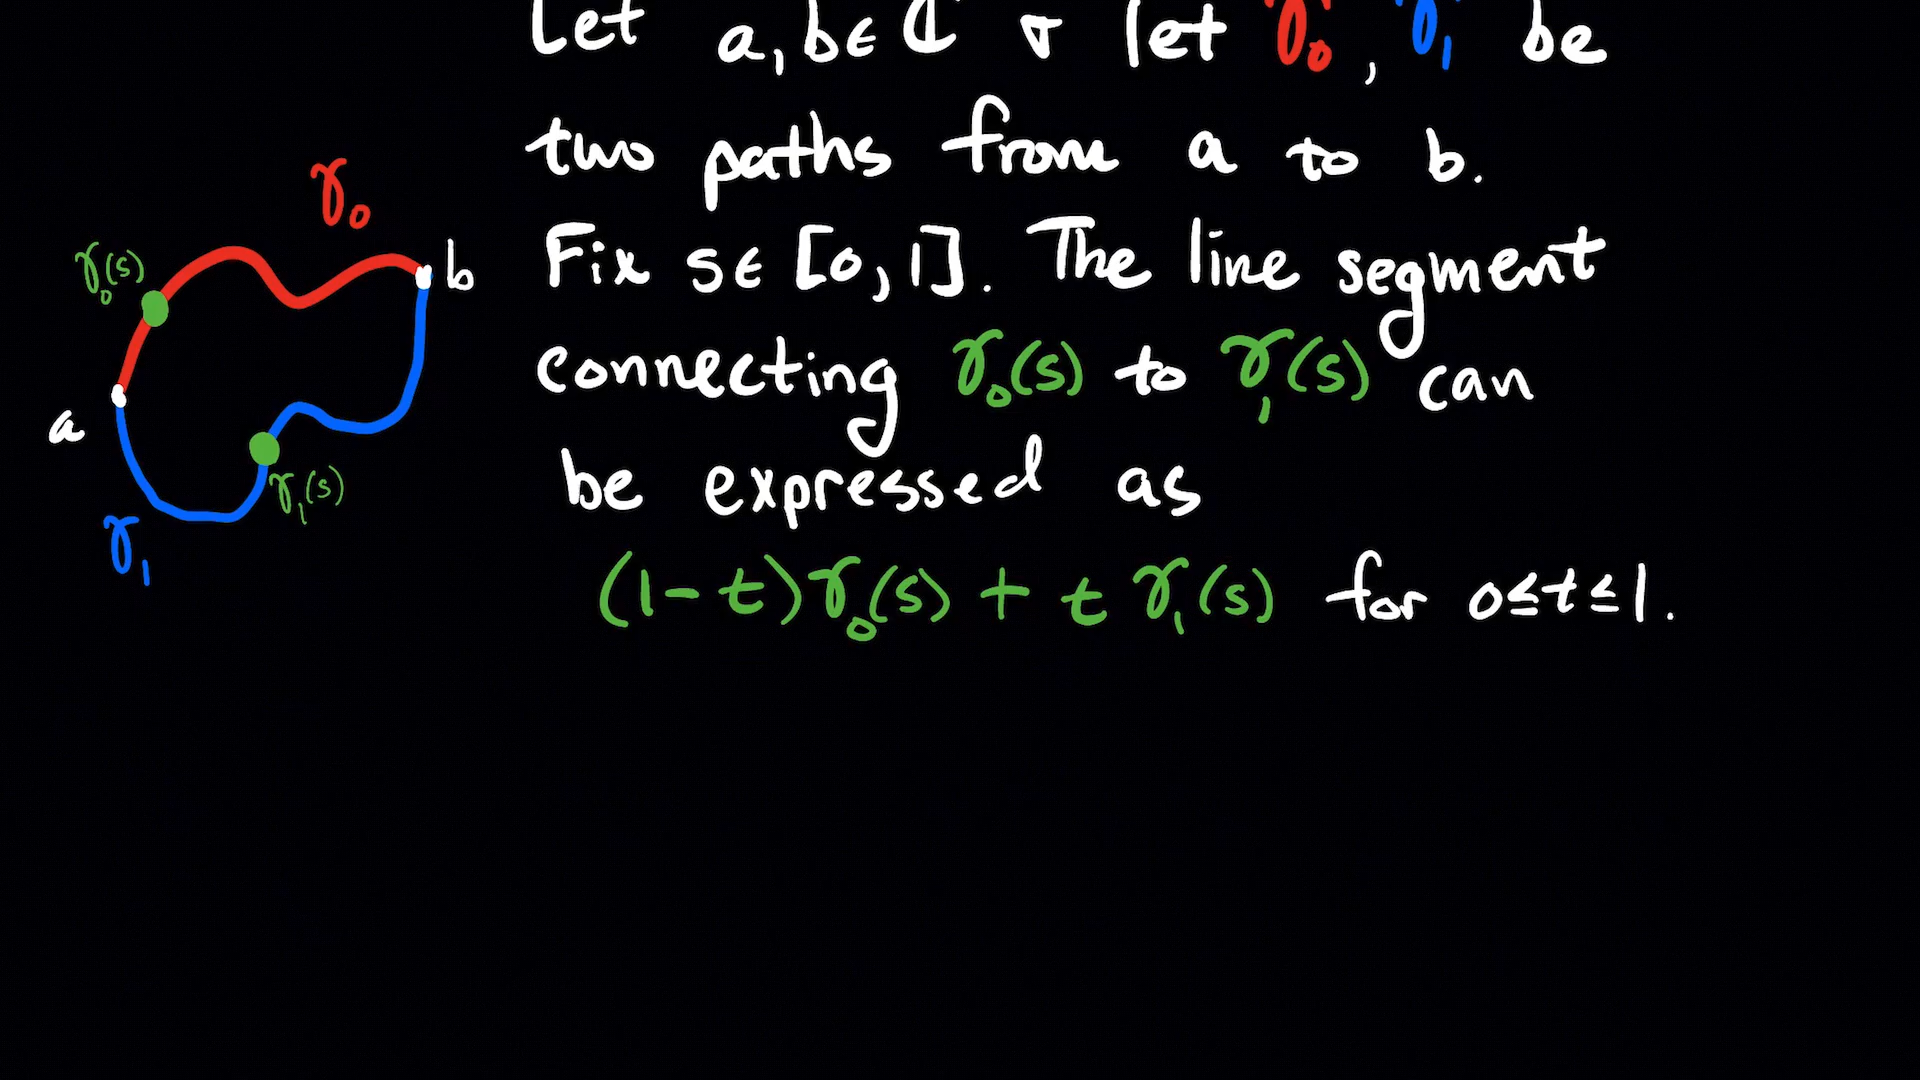 Let a, b ∈ ℂ & let γ₀, γ₁ be
two paths from a to b.
Fix s ∈ [0, 1]. The line segment
connecting γ₀(s) to γ₁(s) can
be expressed as
(1-t)γ₀(s) + t γ₁(s) for 0≤t≤1.
γ₀
γ₀(s)
b
a
γ₁(s)
γ₁